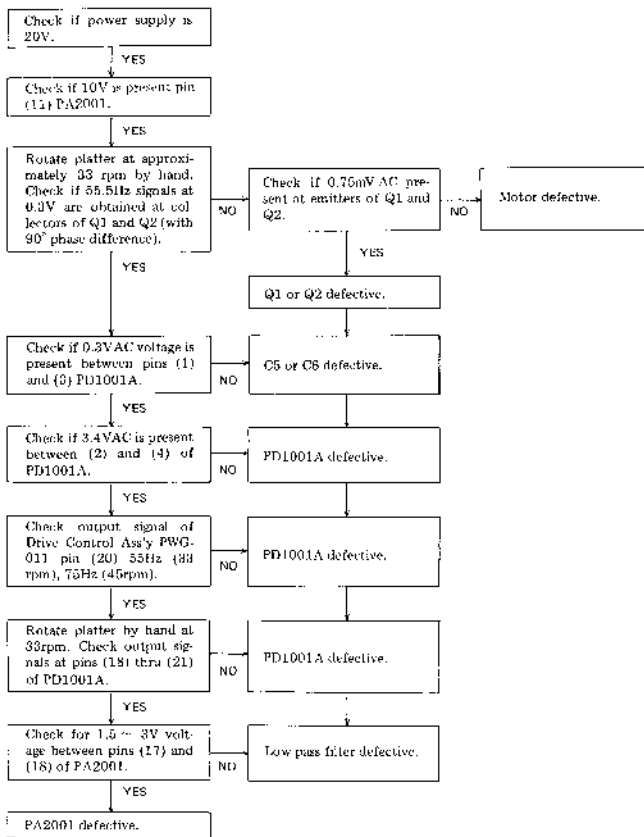 Check if power supply is
20V.
YES
Check if 10V is present pin
(11) PA2001.
YES
Rotate platter at approxi-
mately 33 rpm by hand.
Check if 55.5Hz signals at
0.3V are obtained at col-
lectors of Q1 and Q2 (with
90° phase difference).
NO
Check if 0.75mV AC pre-
sent at emitters of Q1 and
Q2.
NO
Motor defective.
YES
YES
Q1 or Q2 defective.
Check if 0.3VAC voltage is
present between pins (1)
and (3) PD1001A.
NO
C5 or C6 defective.
YES
Check if 3.4VAC is present
between (2) and (4) of
PD1001A.
NO
PD1001A defective.
YES
Check output signal of
Drive Control Ass'y PWG-
011 pin (20) 55Hz (33
rpm), 75Hz (45rpm).
NO
PD1001A defective.
YES
Rotate platter by hand at
33rpm. Check output sig-
nals at pins (18) thru (21)
of PD1001A.
NO
PD1001A defective.
YES
Check for 1.5 ~ 3V volt-
age between pins (17) and
(18) of PA2001.
NO
Low pass filter defective.
YES
PA2001 defective.